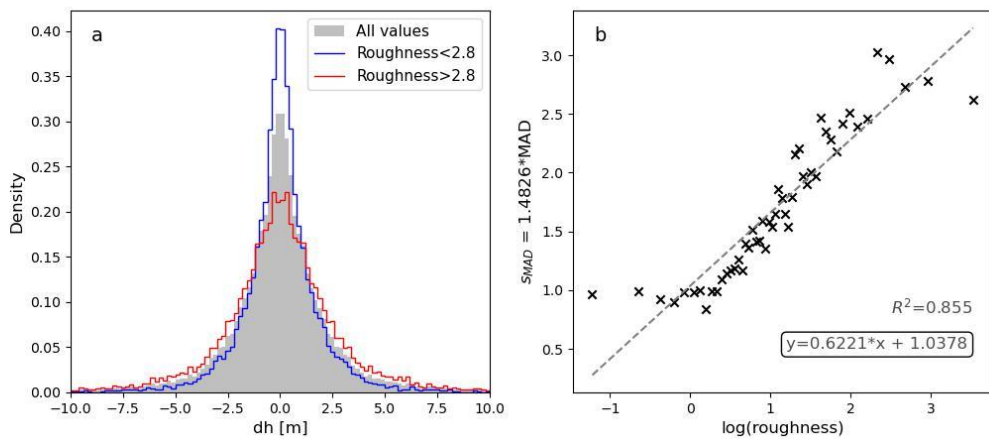 a
All values
Roughness<2.8
Roughness>2.8
Density
0.40
0.35
0.30
0.25
0.20
0.15
0.10
0.05
0.00
−10.0 −7.5 −5.0 −2.5 0.0 2.5 5.0 7.5 10.0
dh [m]
b
s_MAD = 1.4826*MAD
3.0
2.5
2.0
1.5
1.0
0.5
R²=0.855
y=0.6221*x + 1.0378
−1 0 1 2 3
log(roughness)